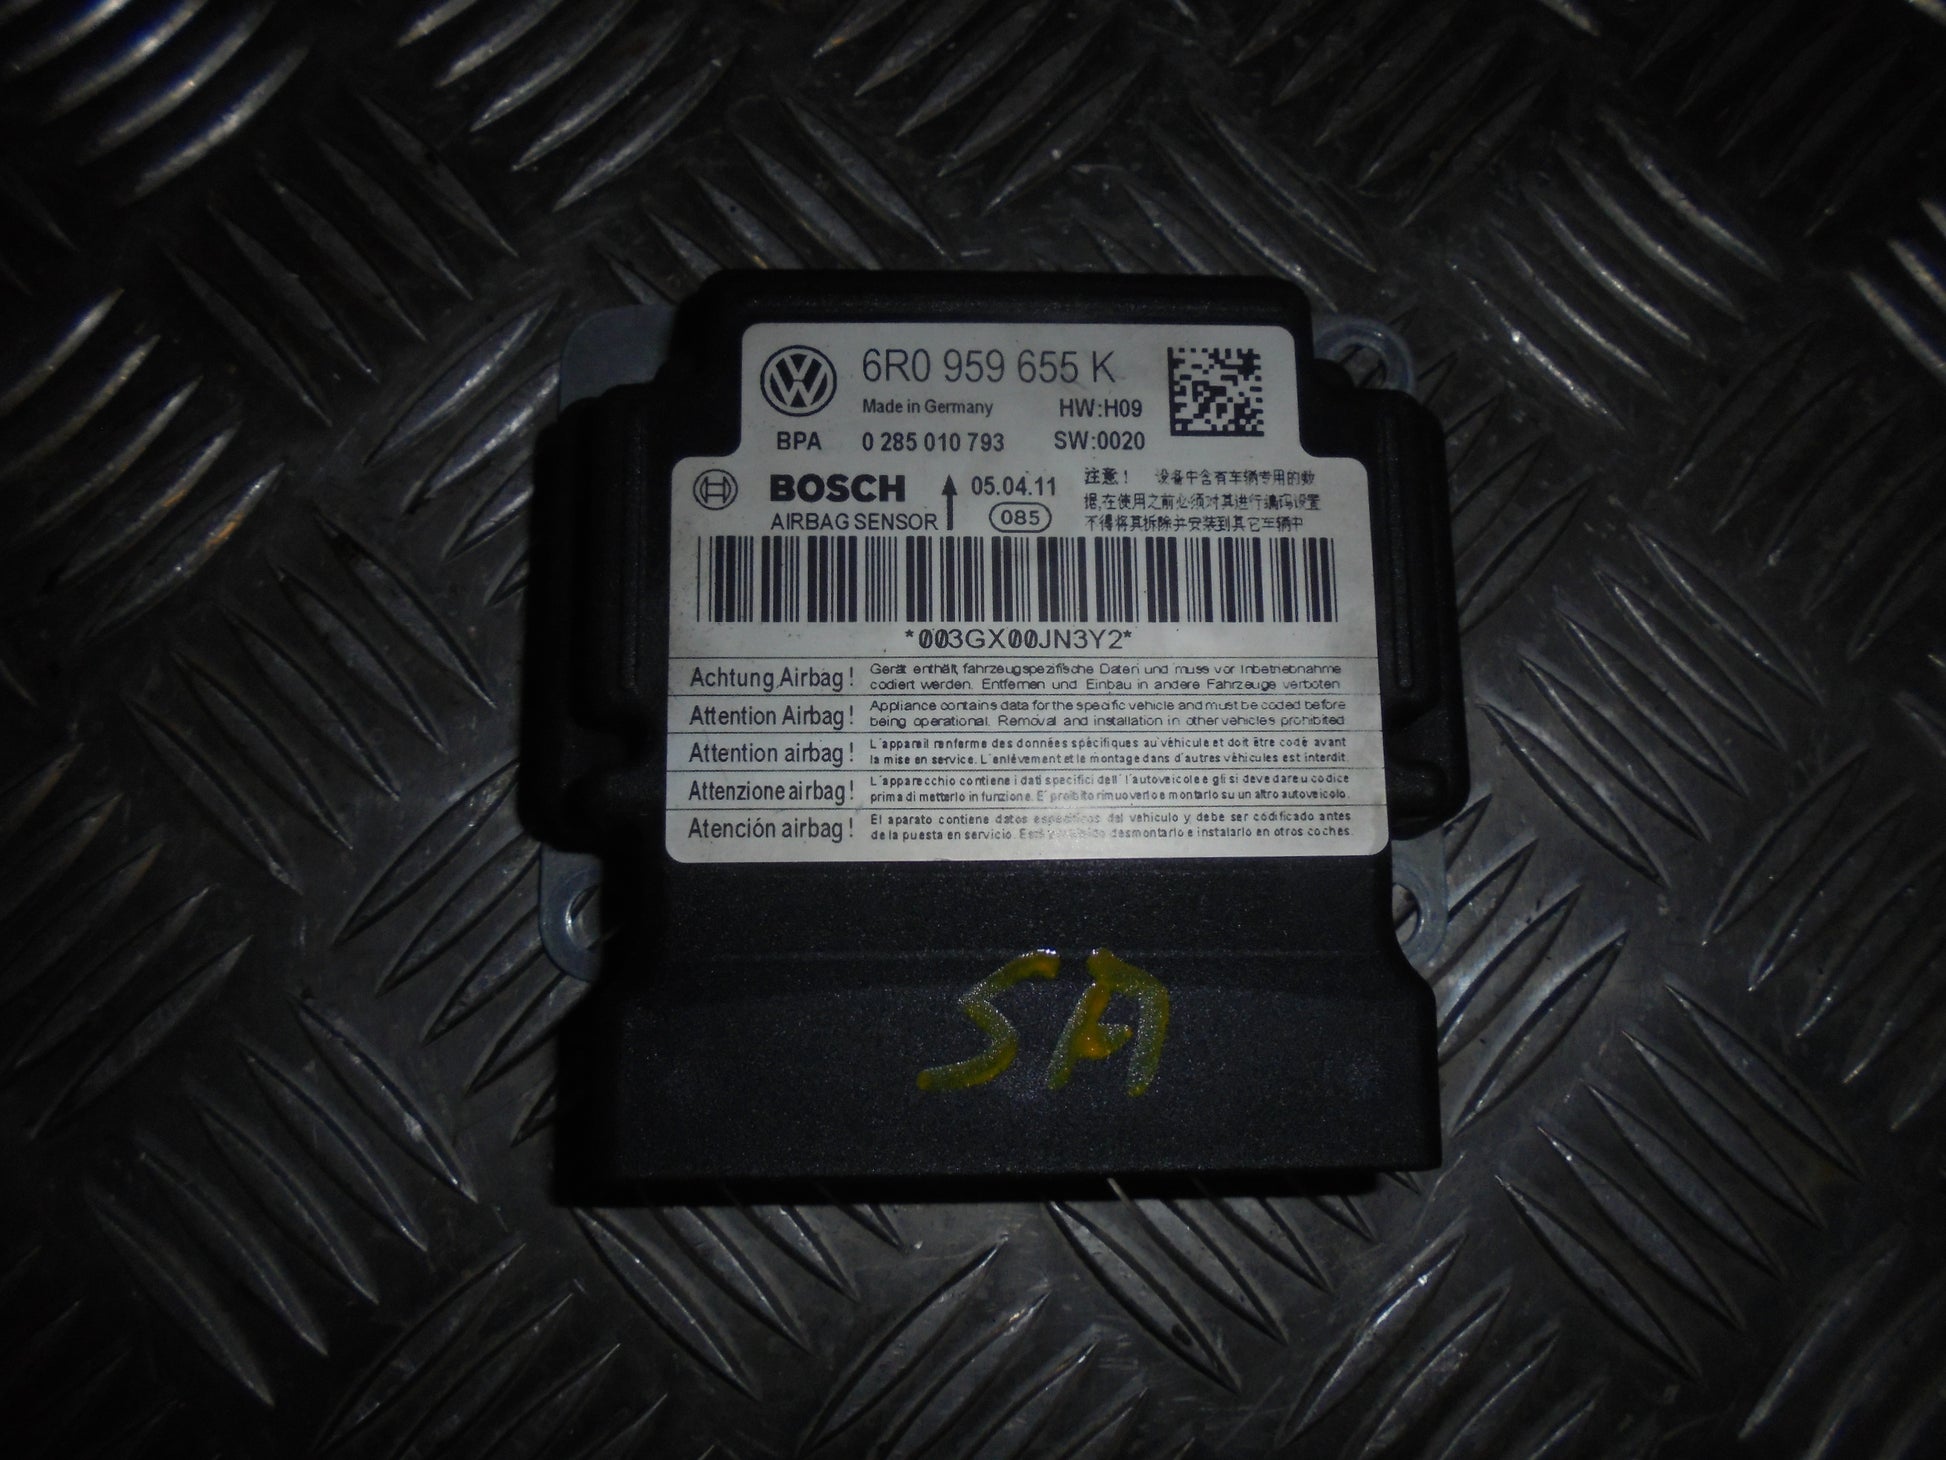 6R0 959 655 K
Made in Germany HW:H09
BPA 0 285 010 793 SW:0020
BOSCH 05.04.11
AIRBAG SENSOR 085
注意！ 设备中含有车辆专用的数
据,在使用之前必须对其进行编码设置
不得将其拆除并安装到其它车辆中
*003GX00JN3Y2*
Achtung Airbag! Gerät enthält fahrzeugspezifische Daten und muss vor Inbetriebnahme
codiert werden. Entfernen und Einbau in andere Fahrzeuge verboten
Attention Airbag! Appliance contains data for the specific vehicle and must be coded before
being operational. Removal and installation in other vehicles prohibited
Attention airbag! L'appareil renferme des données spécifiques au véhicule et doit être codé avant
la mise en service. L'enlévement et le montage dans d'autres véhicules est interdit.
Attenzione airbag! L'apparecchio contiene i dati specifici dell' l'autoveicolo e gli si deve dare u codice
prima di metterlo in funzione. E' proibito rimuoverlo e montarlo su un altro autoveicolo.
Atención airbag! El aparato contiene datos específicos del vehiculo y debe ser codificado antes
de la puesta en servicio. Está desmontarlo e instalarlo en otros coches.
SA